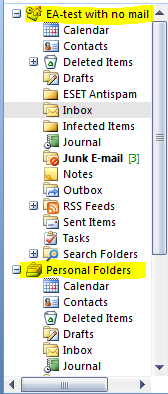 EA-test with no mail
Calendar
Contacts
Deleted Items
Drafts
ESET Antispam
Inbox
Infected Items
Journal
Junk E-mail [3]
Notes
Outbox
RSS Feeds
Sent Items
Tasks
Search Folders
Personal Folders
Calendar
Contacts
Deleted Items
Drafts
Inbox
Journal